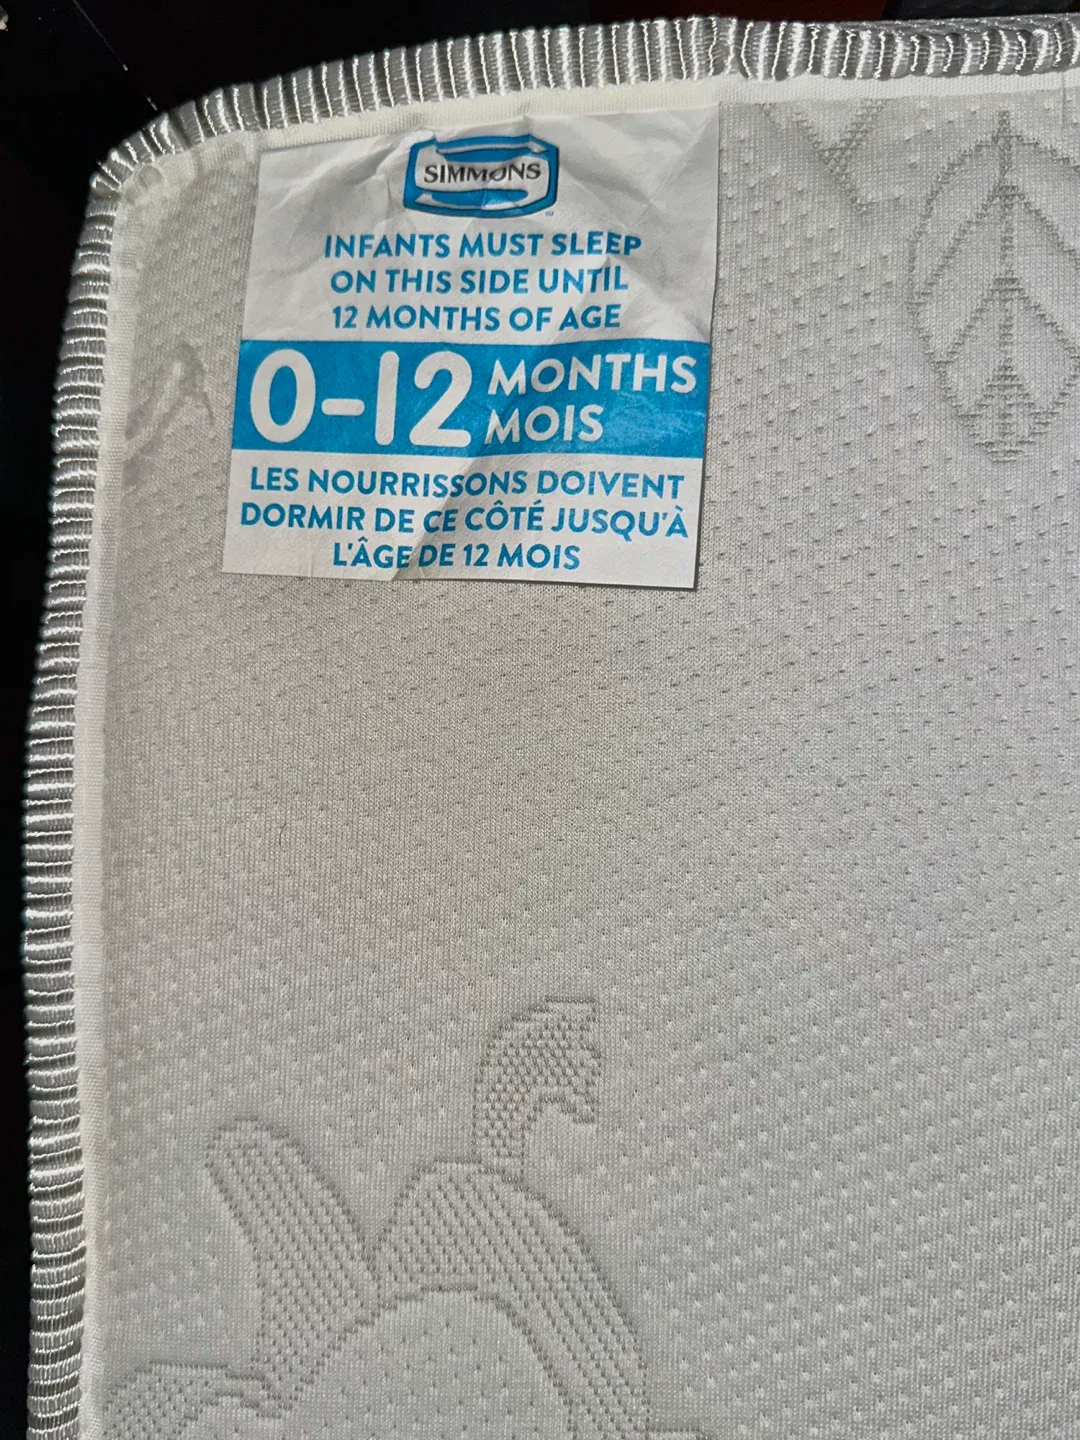 SIMMONS
TM
INFANTS MUST SLEEP
ON THIS SIDE UNTIL
12 MONTHS OF AGE
0-12 MONTHS
MOIS
LES NOURRISSONS DOIVENT
DORMIR DE CE CÔTÉ JUSQU'À
L'ÂGE DE 12 MOIS